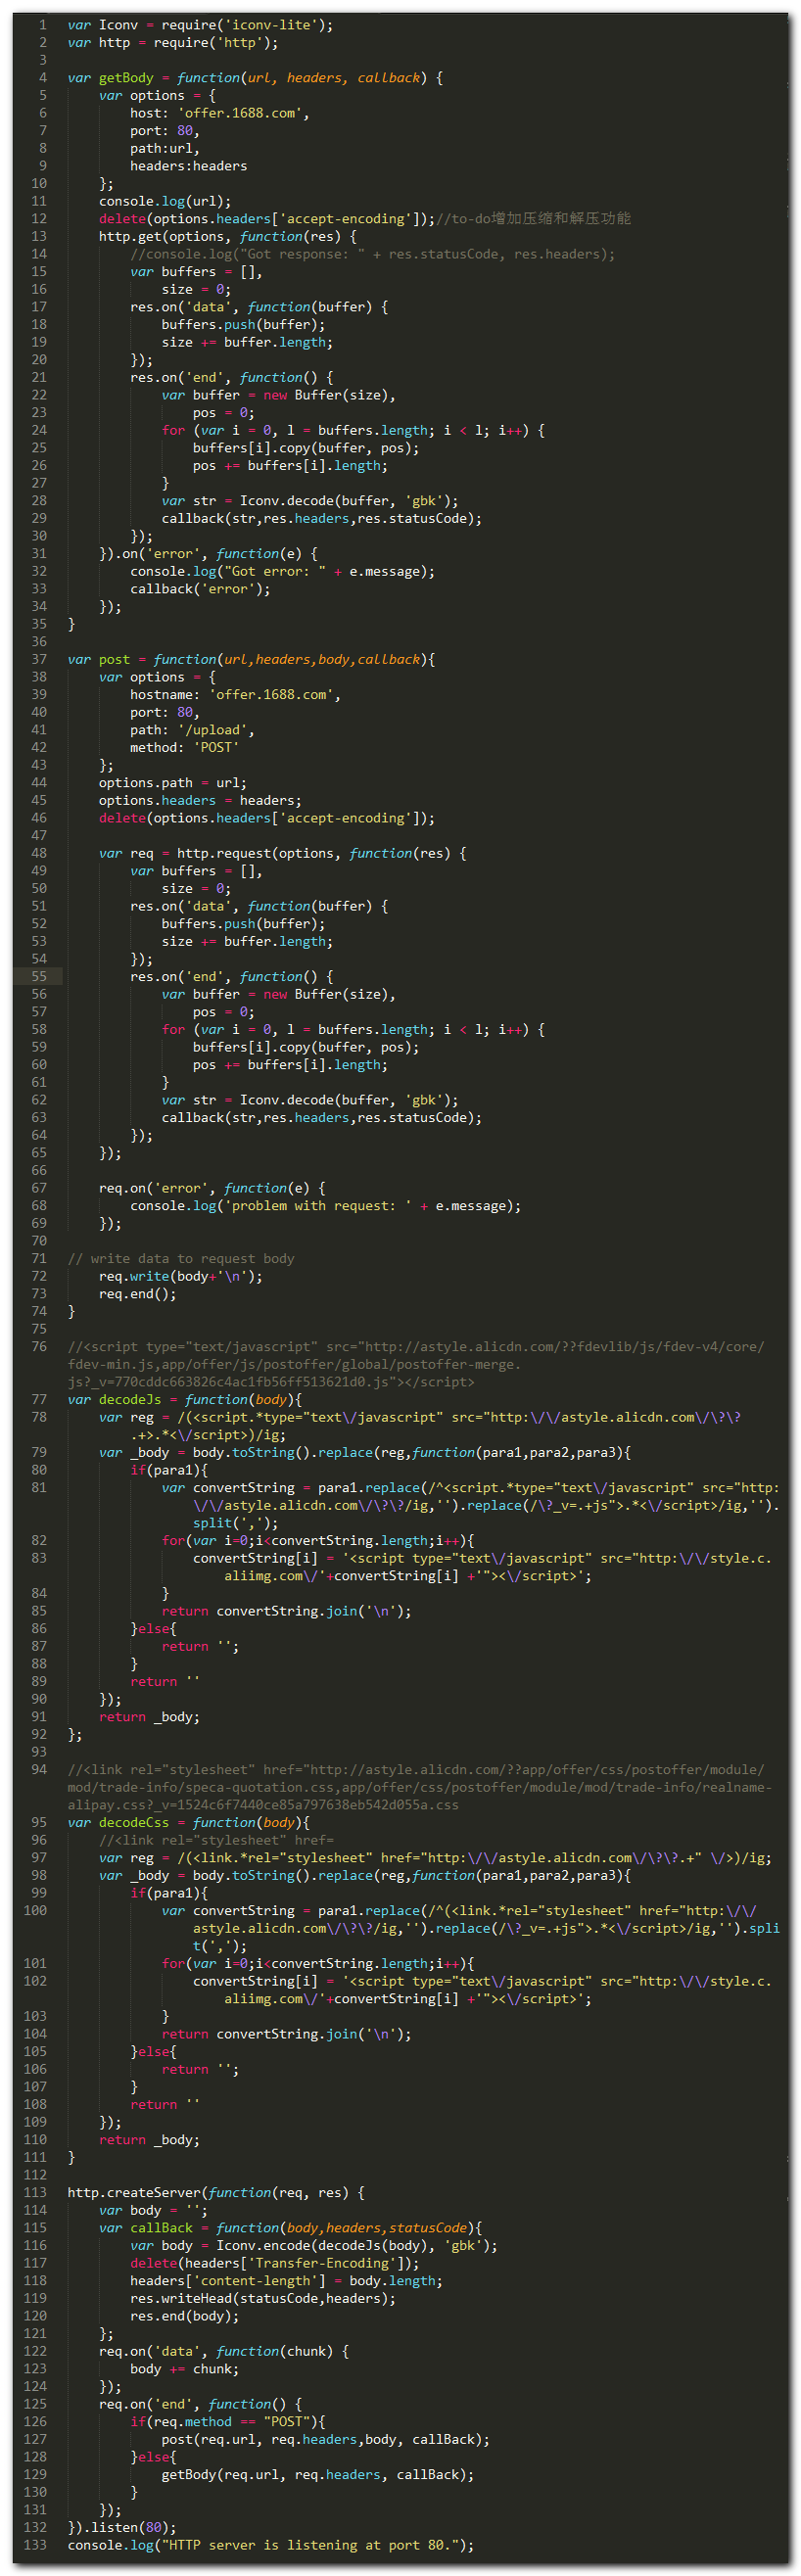 1 var Iconv = require('iconv-lite');
2 var http = require('http');
3
4 var getBody = function(url, headers, callback) {
5 var options = {
6 host: 'offer.1688.com',
7 port: 80,
8 path:url,
9 headers:headers
10 };
11 console.log(url);
12 delete(options.headers['accept-encoding']);//to-do增加压缩和解压功能
13 http.get(options, function(res) {
14 //console.log("Got response: " + res.statusCode, res.headers);
15 var buffers = [],
16 size = 0;
17 res.on('data', function(buffer) {
18 buffers.push(buffer);
19 size += buffer.length;
20 });
21 res.on('end', function() {
22 var buffer = new Buffer(size),
23 pos = 0;
24 for (var i = 0, l = buffers.length; i < l; i++) {
25 buffers[i].copy(buffer, pos);
26 pos += buffers[i].length;
27 }
28 var str = Iconv.decode(buffer, 'gbk');
29 callback(str,res.headers,res.statusCode);
30 });
31 }).on('error', function(e) {
32 console.log("Got error: " + e.message);
33 callback('error');
34 });
35 }
36
37 var post = function(url,headers,body,callback){
38 var options = {
39 hostname: 'offer.1688.com',
40 port: 80,
41 path: '/upload',
42 method: 'POST'
43 };
44 options.path = url;
45 options.headers = headers;
46 delete(options.headers['accept-encoding']);
47
48 var req = http.request(options, function(res) {
49 var buffers = [],
50 size = 0;
51 res.on('data', function(buffer) {
52 buffers.push(buffer);
53 size += buffer.length;
54 });
55 res.on('end', function() {
56 var buffer = new Buffer(size),
57 pos = 0;
58 for (var i = 0, l = buffers.length; i < l; i++) {
59 buffers[i].copy(buffer, pos);
60 pos += buffers[i].length;
61 }
62 var str = Iconv.decode(buffer, 'gbk');
63 callback(str,res.headers,res.statusCode);
64 });
65 });
66
67 req.on('error', function(e) {
68 console.log('problem with request: ' + e.message);
69 });
70
71 // write data to request body
72 req.write(body+'\n');
73 req.end();
74 }
75
76 //<script type="text/javascript" src="http://astyle.alicdn.com/??fdevlib/js/fdev-v4/core/
fdev-min.js,app/offer/js/postoffer/global/postoffer-merge.
js?_v=770cddc663826c4ac1fb56ff513621d0.js"></script>
77 var decodeJs = function(body){
78 var reg = /(<script.*type="text\/javascript" src="http:\/\/astyle.alicdn.com\/\?\?
.+>.*<\/script>)/ig;
79 var _body = body.toString().replace(reg,function(para1,para2,para3){
80 if(para1){
81 var convertString = para1.replace(/^<script.*type="text\/javascript" src="http:
\/\/astyle.alicdn.com\/\?\?/ig,'').replace(/\?_v=.+js">.*<\/script>/ig,'').
split(',');
82 for(var i=0;i<convertString.length;i++){
83 convertString[i] = '<script type="text\/javascript" src="http:\/\/style.c.
aliimg.com\/'+convertString[i] +'"><\/script>';
84 }
85 return convertString.join('\n');
86 }else{
87 return '';
88 }
89 return ''
90 });
91 return _body;
92 };
93
94 //<link rel="stylesheet" href="http://astyle.alicdn.com/??app/offer/css/postoffer/module/
mod/trade-info/speca-quotation.css,app/offer/css/postoffer/module/mod/trade-info/realname-
alipay.css?_v=1524c6f7440ce85a797638eb542d055a.css
95 var decodeCss = function(body){
96 //<link rel="stylesheet" href=
97 var reg = /(<link.*rel="stylesheet" href="http:\/\/astyle.alicdn.com\/\?\?.+" \/>)/ig;
98 var _body = body.toString().replace(reg,function(para1,para2,para3){
99 if(para1){
100 var convertString = para1.replace(/^(<link.*rel="stylesheet" href="http:\/\/
astyle.alicdn.com\/\?\?/ig,'').replace(/\?_v=.+js">.*<\/script>/ig,'').spli
t(',');
101 for(var i=0;i<convertString.length;i++){
102 convertString[i] = '<script type="text\/javascript" src="http:\/\/style.c.
aliimg.com\/'+convertString[i] +'"><\/script>';
103 }
104 return convertString.join('\n');
105 }else{
106 return '';
107 }
108 return ''
109 });
110 return _body;
111 }
112
113 http.createServer(function(req, res) {
114 var body = '';
115 var callBack = function(body,headers,statusCode){
116 var body = Iconv.encode(decodeJs(body), 'gbk');
117 delete(headers['Transfer-Encoding']);
118 headers['content-length'] = body.length;
119 res.writeHead(statusCode,headers);
120 res.end(body);
121 };
122 req.on('data', function(chunk) {
123 body += chunk;
124 });
125 req.on('end', function() {
126 if(req.method == "POST"){
127 post(req.url, req.headers,body, callBack);
128 }else{
129 getBody(req.url, req.headers, callBack);
130 }
131 });
132 }).listen(80);
133 console.log("HTTP server is listening at port 80.");